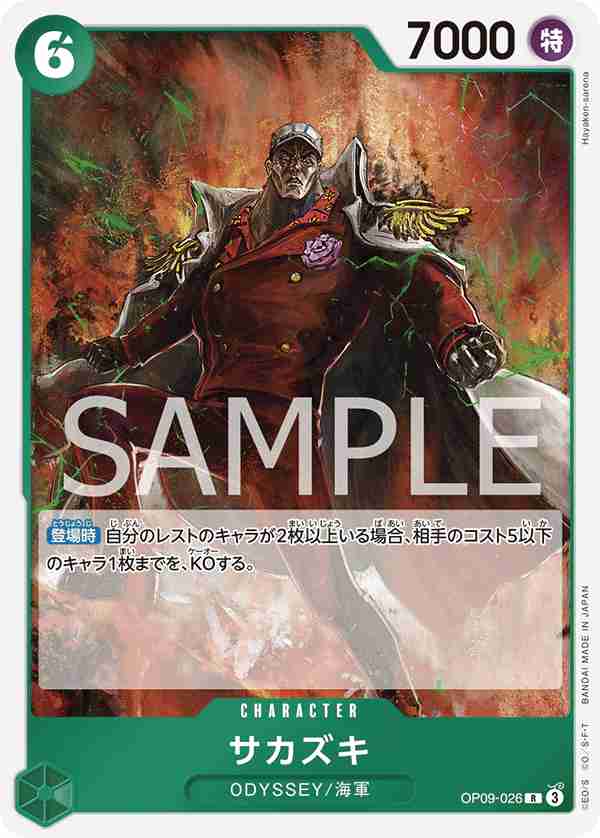 6
7000 特
Hayaken-sarena
SAMPLE
登場時 自分のレストのキャラが2枚以上いる場合、相手のコスト5以下
のキャラ1枚までを、KOする。
CHARACTER
サカズキ
ODYSSEY/海軍
OP09-026 R 3
©E/S ©O/S・F・T BANDAI MADE IN JAPAN